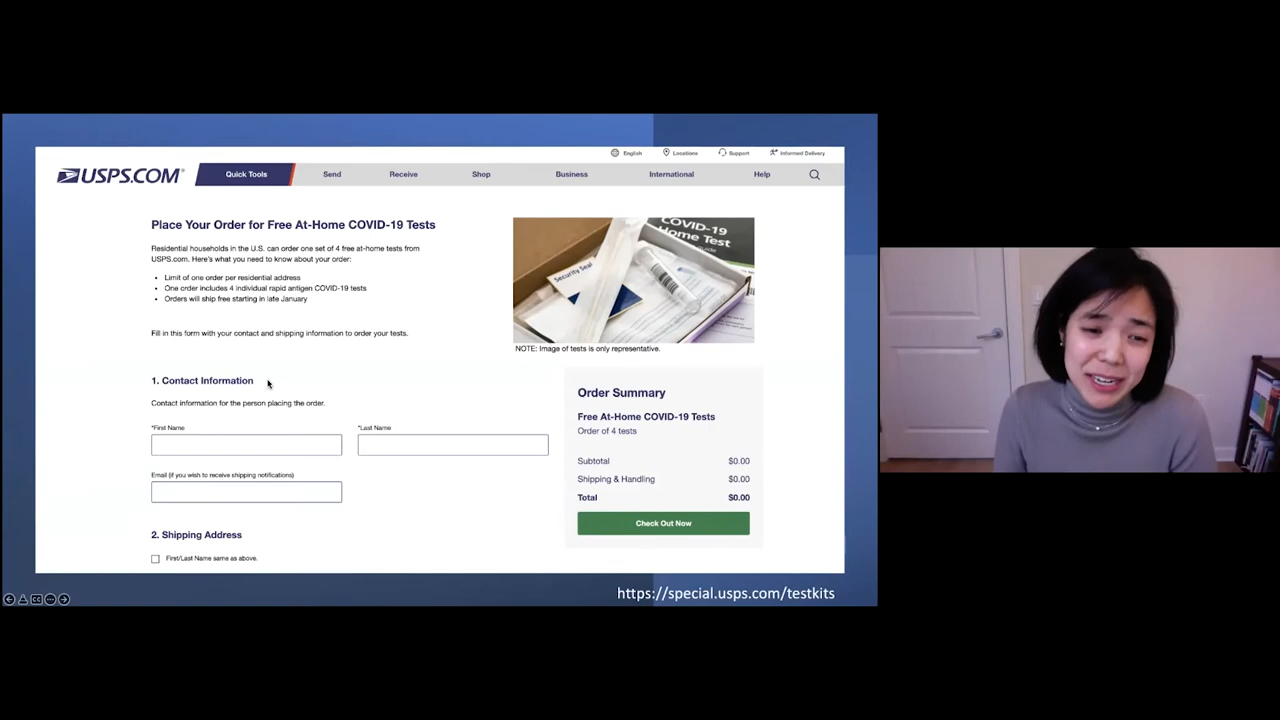 English
Locations
Support
Informed Delivery
USPS.COM®
Quick Tools
Send
Receive
Shop
Business
International
Help
Place Your Order for Free At-Home COVID-19 Tests
Residential households in the U.S. can order one set of 4 free at-home tests from
USPS.com. Here's what you need to know about your order:
• Limit of one order per residential address
• One order includes 4 individual rapid antigen COVID-19 tests
• Orders will ship free starting in late January
Fill in this form with your contact and shipping information to order your tests.
COVID-19
Home Test
Security Seal
NOTE: Image of tests is only representative.
1. Contact Information
Contact information for the person placing the order.
*First Name
*Last Name
Email (if you wish to receive shipping notifications)
2. Shipping Address
First/Last Name same as above.
Order Summary
Free At-Home COVID-19 Tests
Order of 4 tests
Subtotal $0.00
Shipping & Handling $0.00
Total $0.00
Check Out Now
https://special.usps.com/testkits